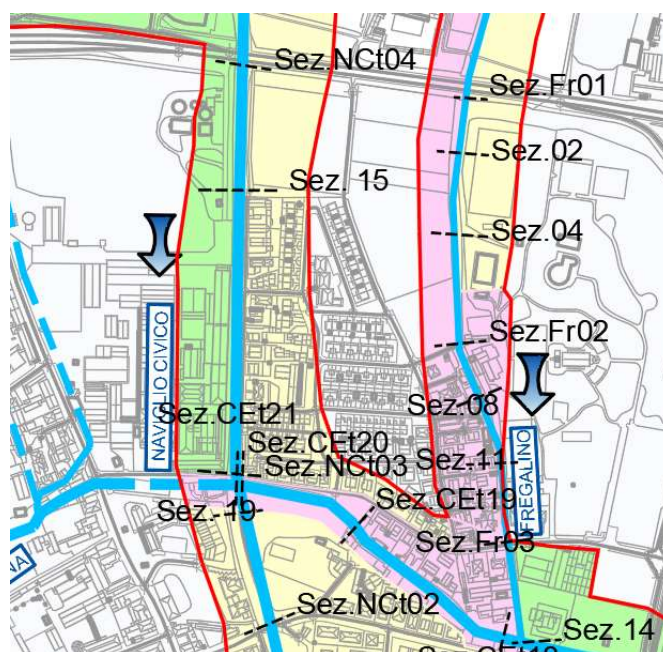 Sez.NCt04
Sez.Fr01
Sez.02
Sez. 15
Sez.04
NAVIGLIO CIVICO
Sez.Fr02
Sez.08
Sez.CEt21
Sez.CEt20
Sez.NCt03
Sez.11
FREGALINO
Sez.CEt19
Sez. 19
Sez.Fr03
NA
Sez.NCt02
Sez.14